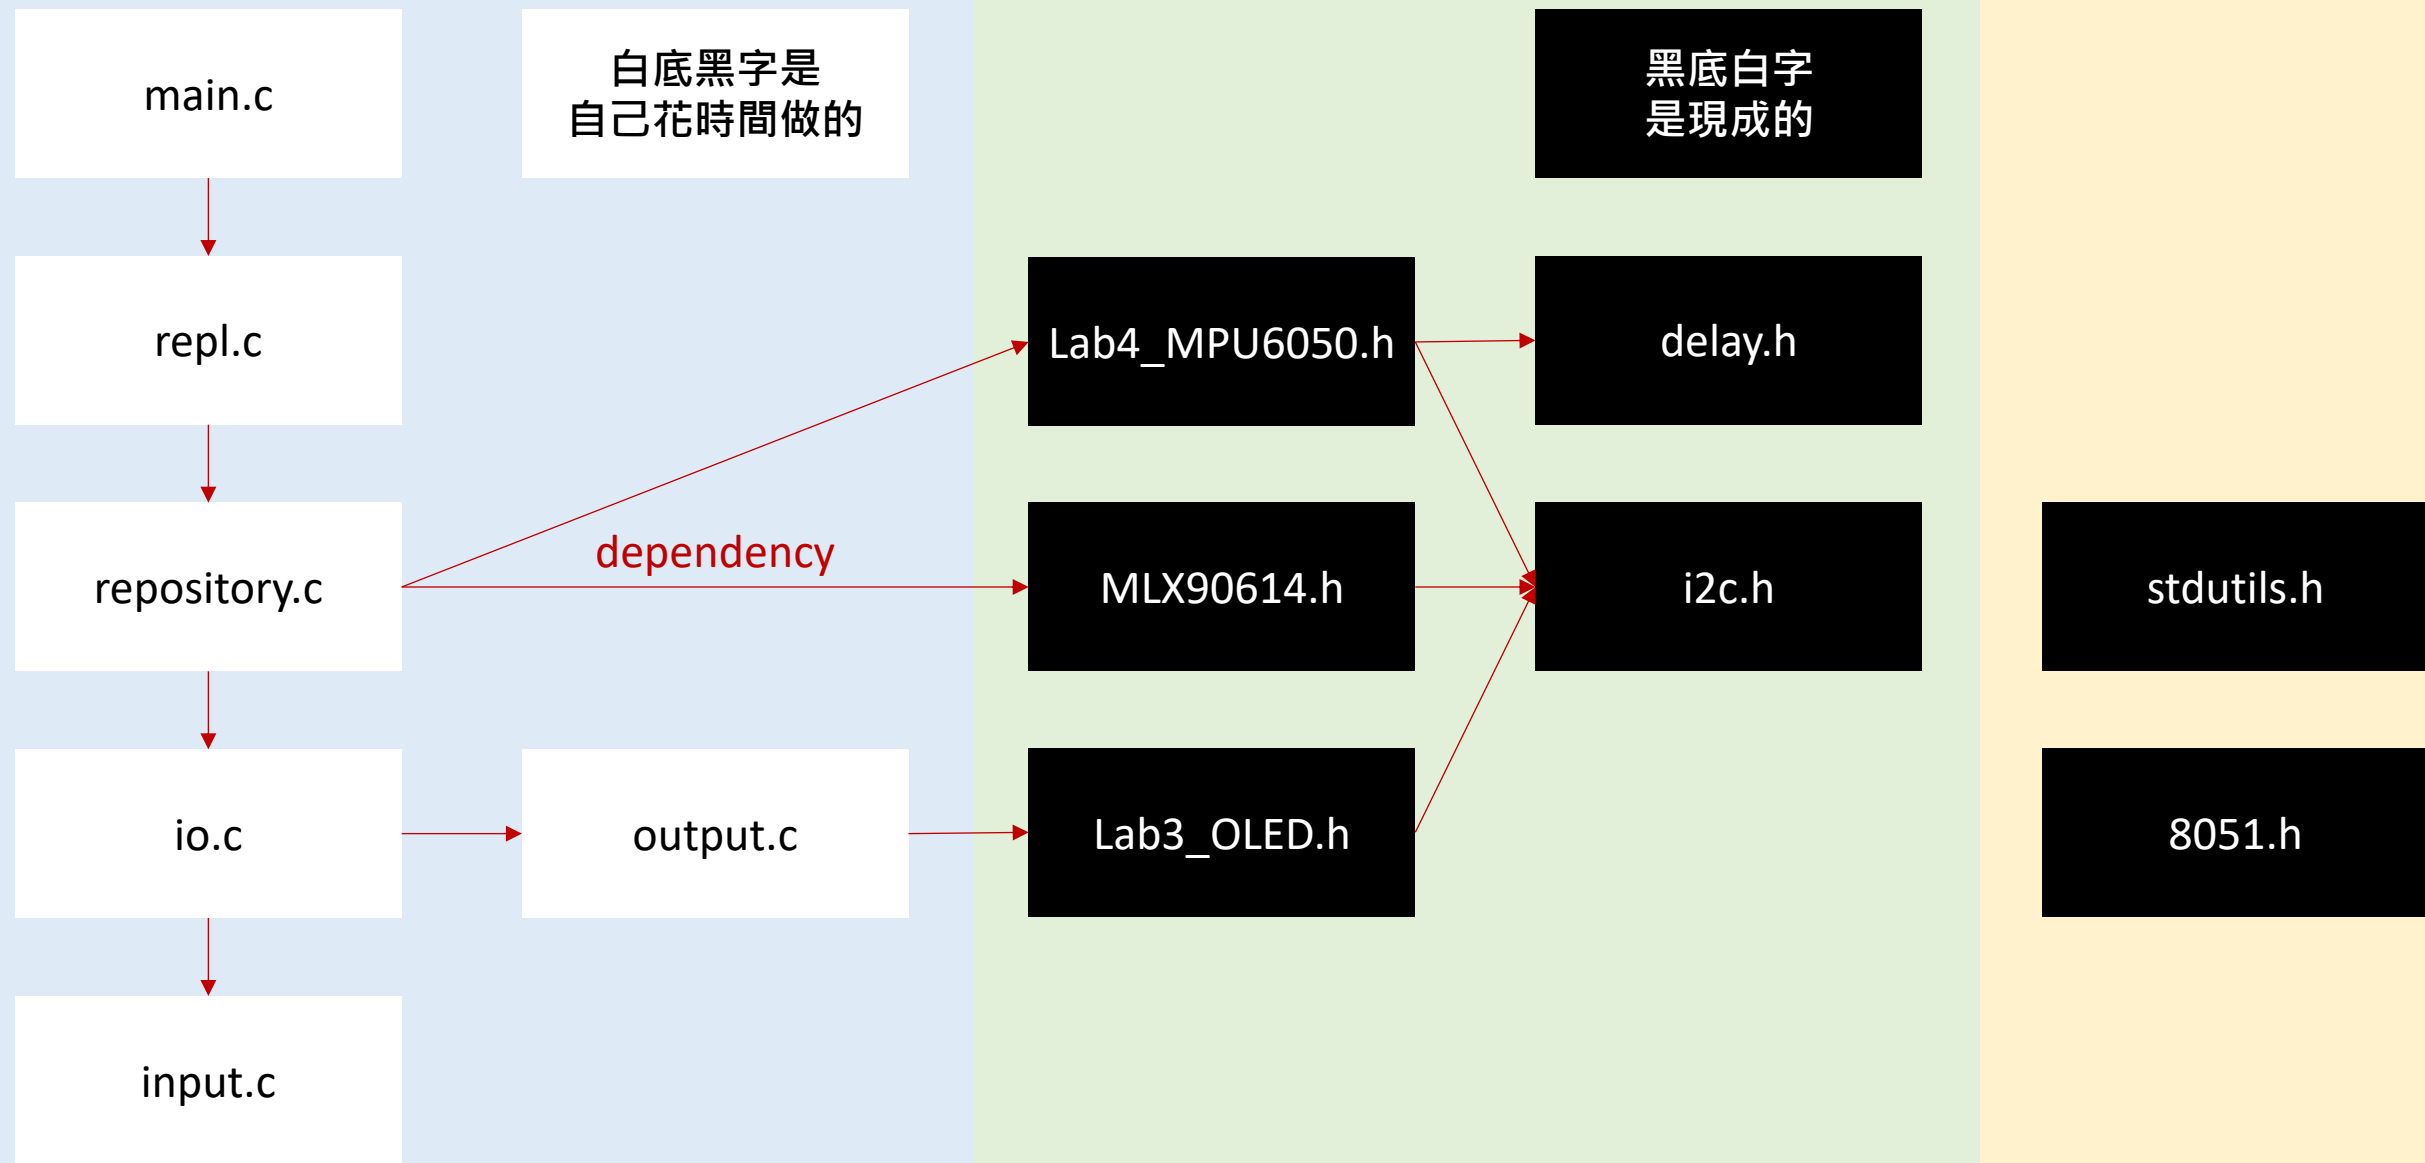 main.c
白底黑字是
自己花時間做的
黑底白字
是現成的
repl.c
Lab4_MPU6050.h
delay.h
repository.c
dependency
MLX90614.h
i2c.h
stdutils.h
io.c
output.c
Lab3_OLED.h
8051.h
input.c